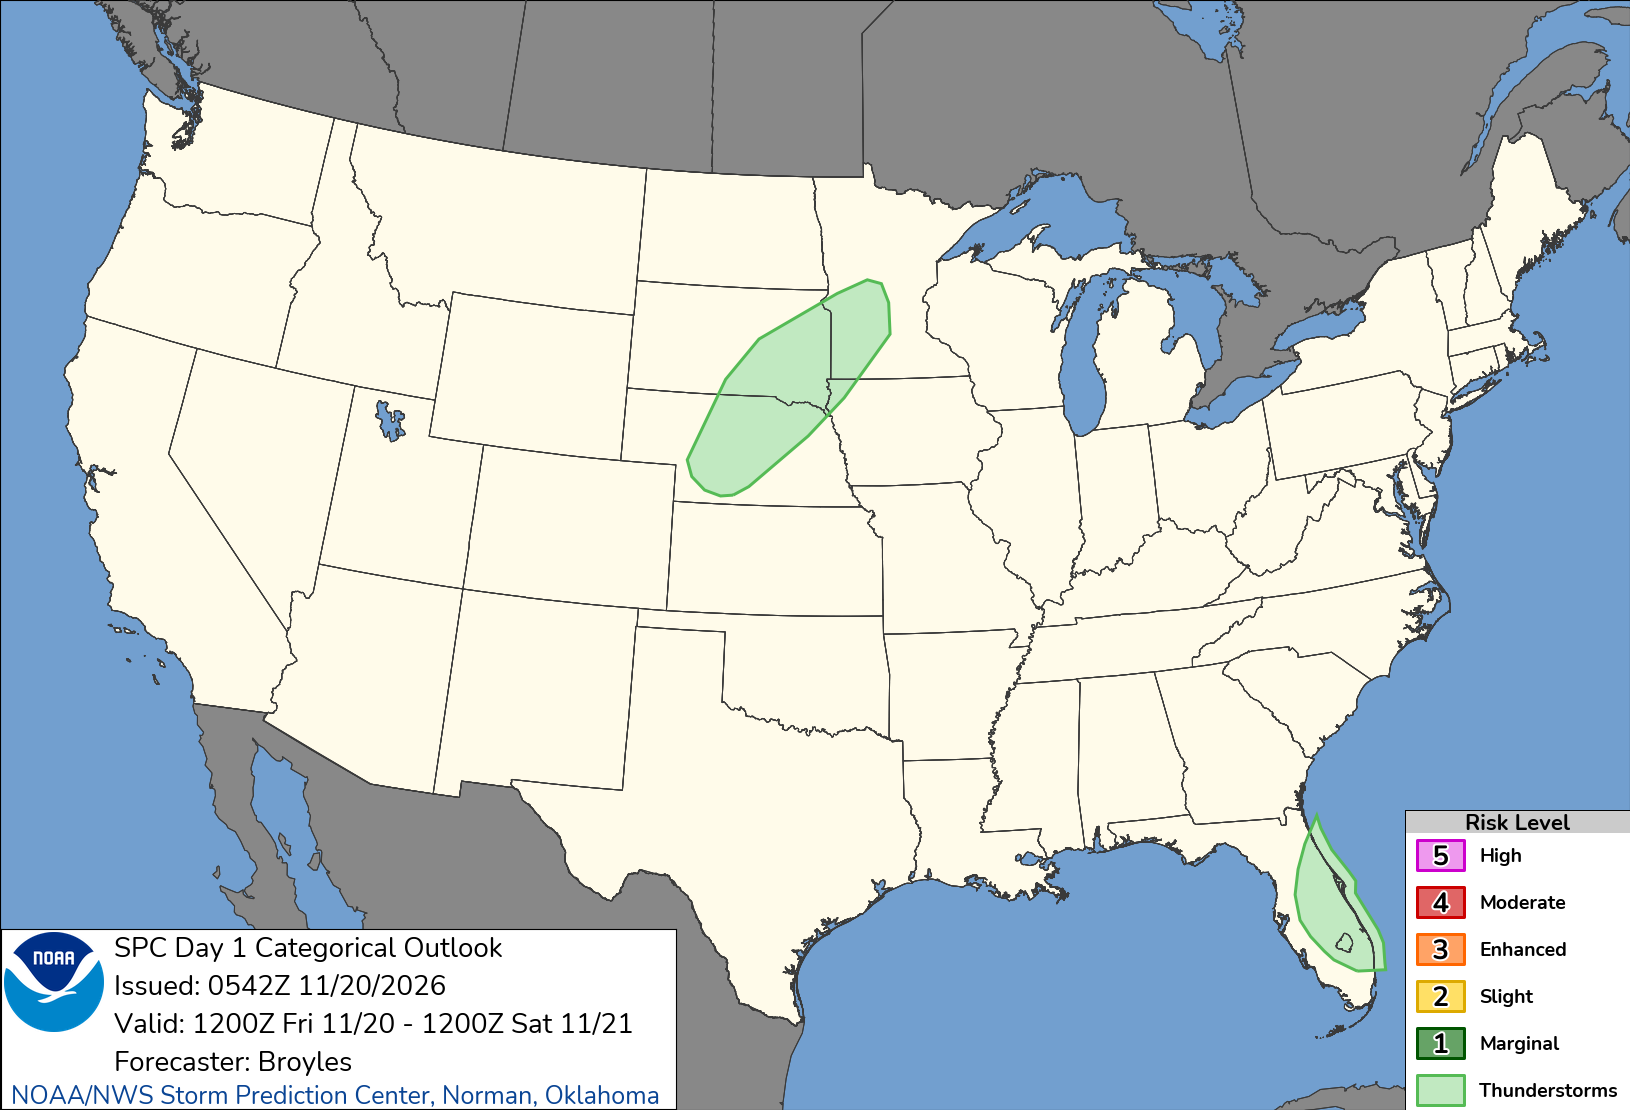 Risk Level
5 High
4 Moderate
3 Enhanced
2 Slight
1 Marginal
Thunderstorms
NOAA
SPC Day 1 Categorical Outlook
Issued: 0542Z 11/20/2026
Valid: 1200Z Fri 11/20 - 1200Z Sat 11/21
Forecaster: Broyles
NOAA/NWS Storm Prediction Center, Norman, Oklahoma